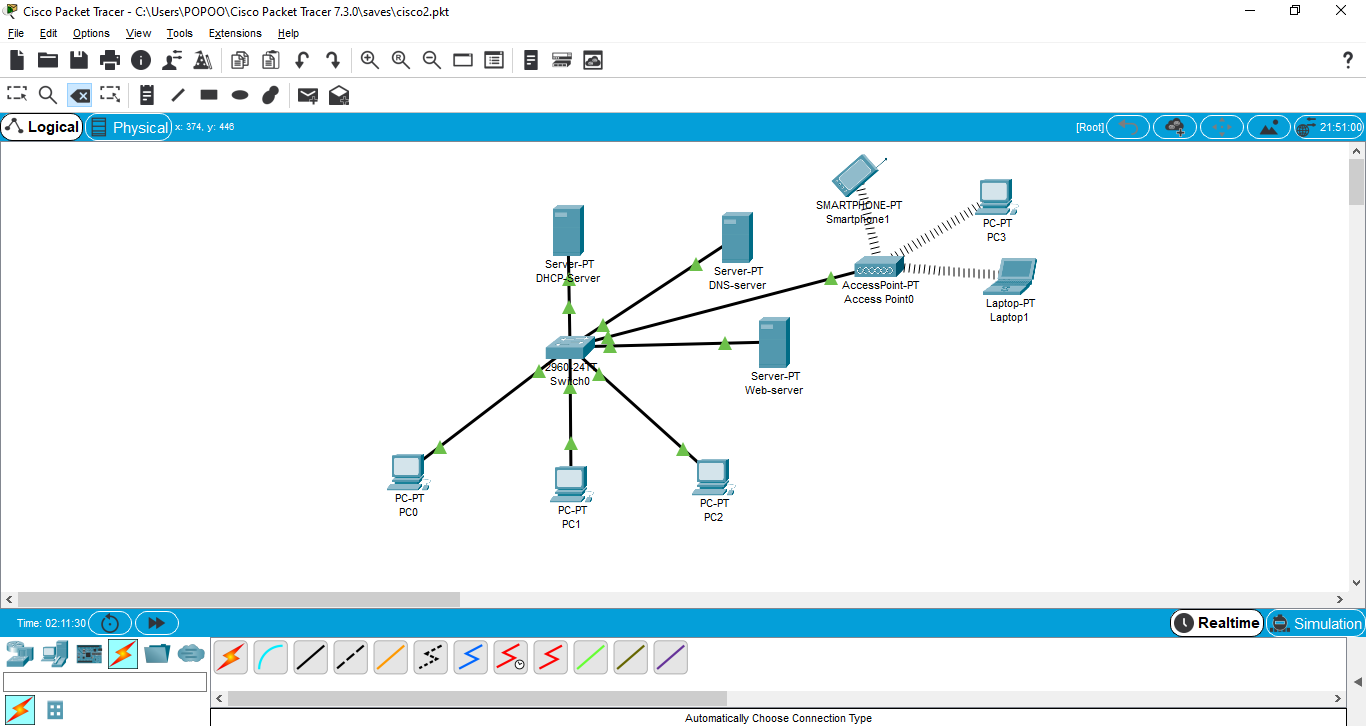 Cisco Packet Tracer - C:\Users\POPOO\Cisco Packet Tracer 7.3.0\saves\cisco2.pkt
File Edit Options View Tools Extensions Help
?
Logical Physical x: 374, y: 446 [Root] 21:51:00
SMARTPHONE-PT
Smartphone1
PC-PT
PC3
Server-PT
DHCP-Server
Server-PT
DNS-server
AccessPoint-PT
Access Point0
Laptop-PT
Laptop1
2960-24TT
Switch0
Server-PT
Web-server
PC-PT
PC0
PC-PT
PC1
PC-PT
PC2
Time: 02:11:30 Realtime Simulation
Automatically Choose Connection Type